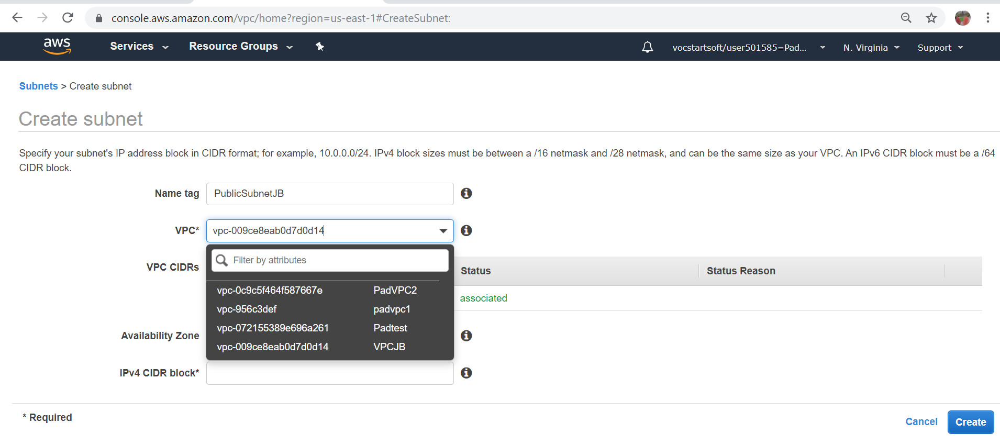 console.aws.amazon.com/vpc/home?region=us-east-1#CreateSubnet:
aws Services Resource Groups vocstartsoft/user501585=Pad... N. Virginia Support
Subnets > Create subnet
Create subnet
Specify your subnet's IP address block in CIDR format; for example, 10.0.0.0/24. IPv4 block sizes must be between a /16 netmask and /28 netmask, and can be the same size as your VPC. An IPv6 CIDR block must be a /64
CIDR block.
Name tag PublicSubnetJB
VPC* vpc-009ce8eab0d7d0d14
Filter by attributes
VPC CIDRs Status Status Reason
vpc-0c9c5f464f587667e PadVPC2
associated
vpc-956c3def padvpc1
vpc-072155389e696a261 Padtest
Availability Zone
vpc-009ce8eab0d7d0d14 VPCJB
IPv4 CIDR block*
* Required
Cancel Create